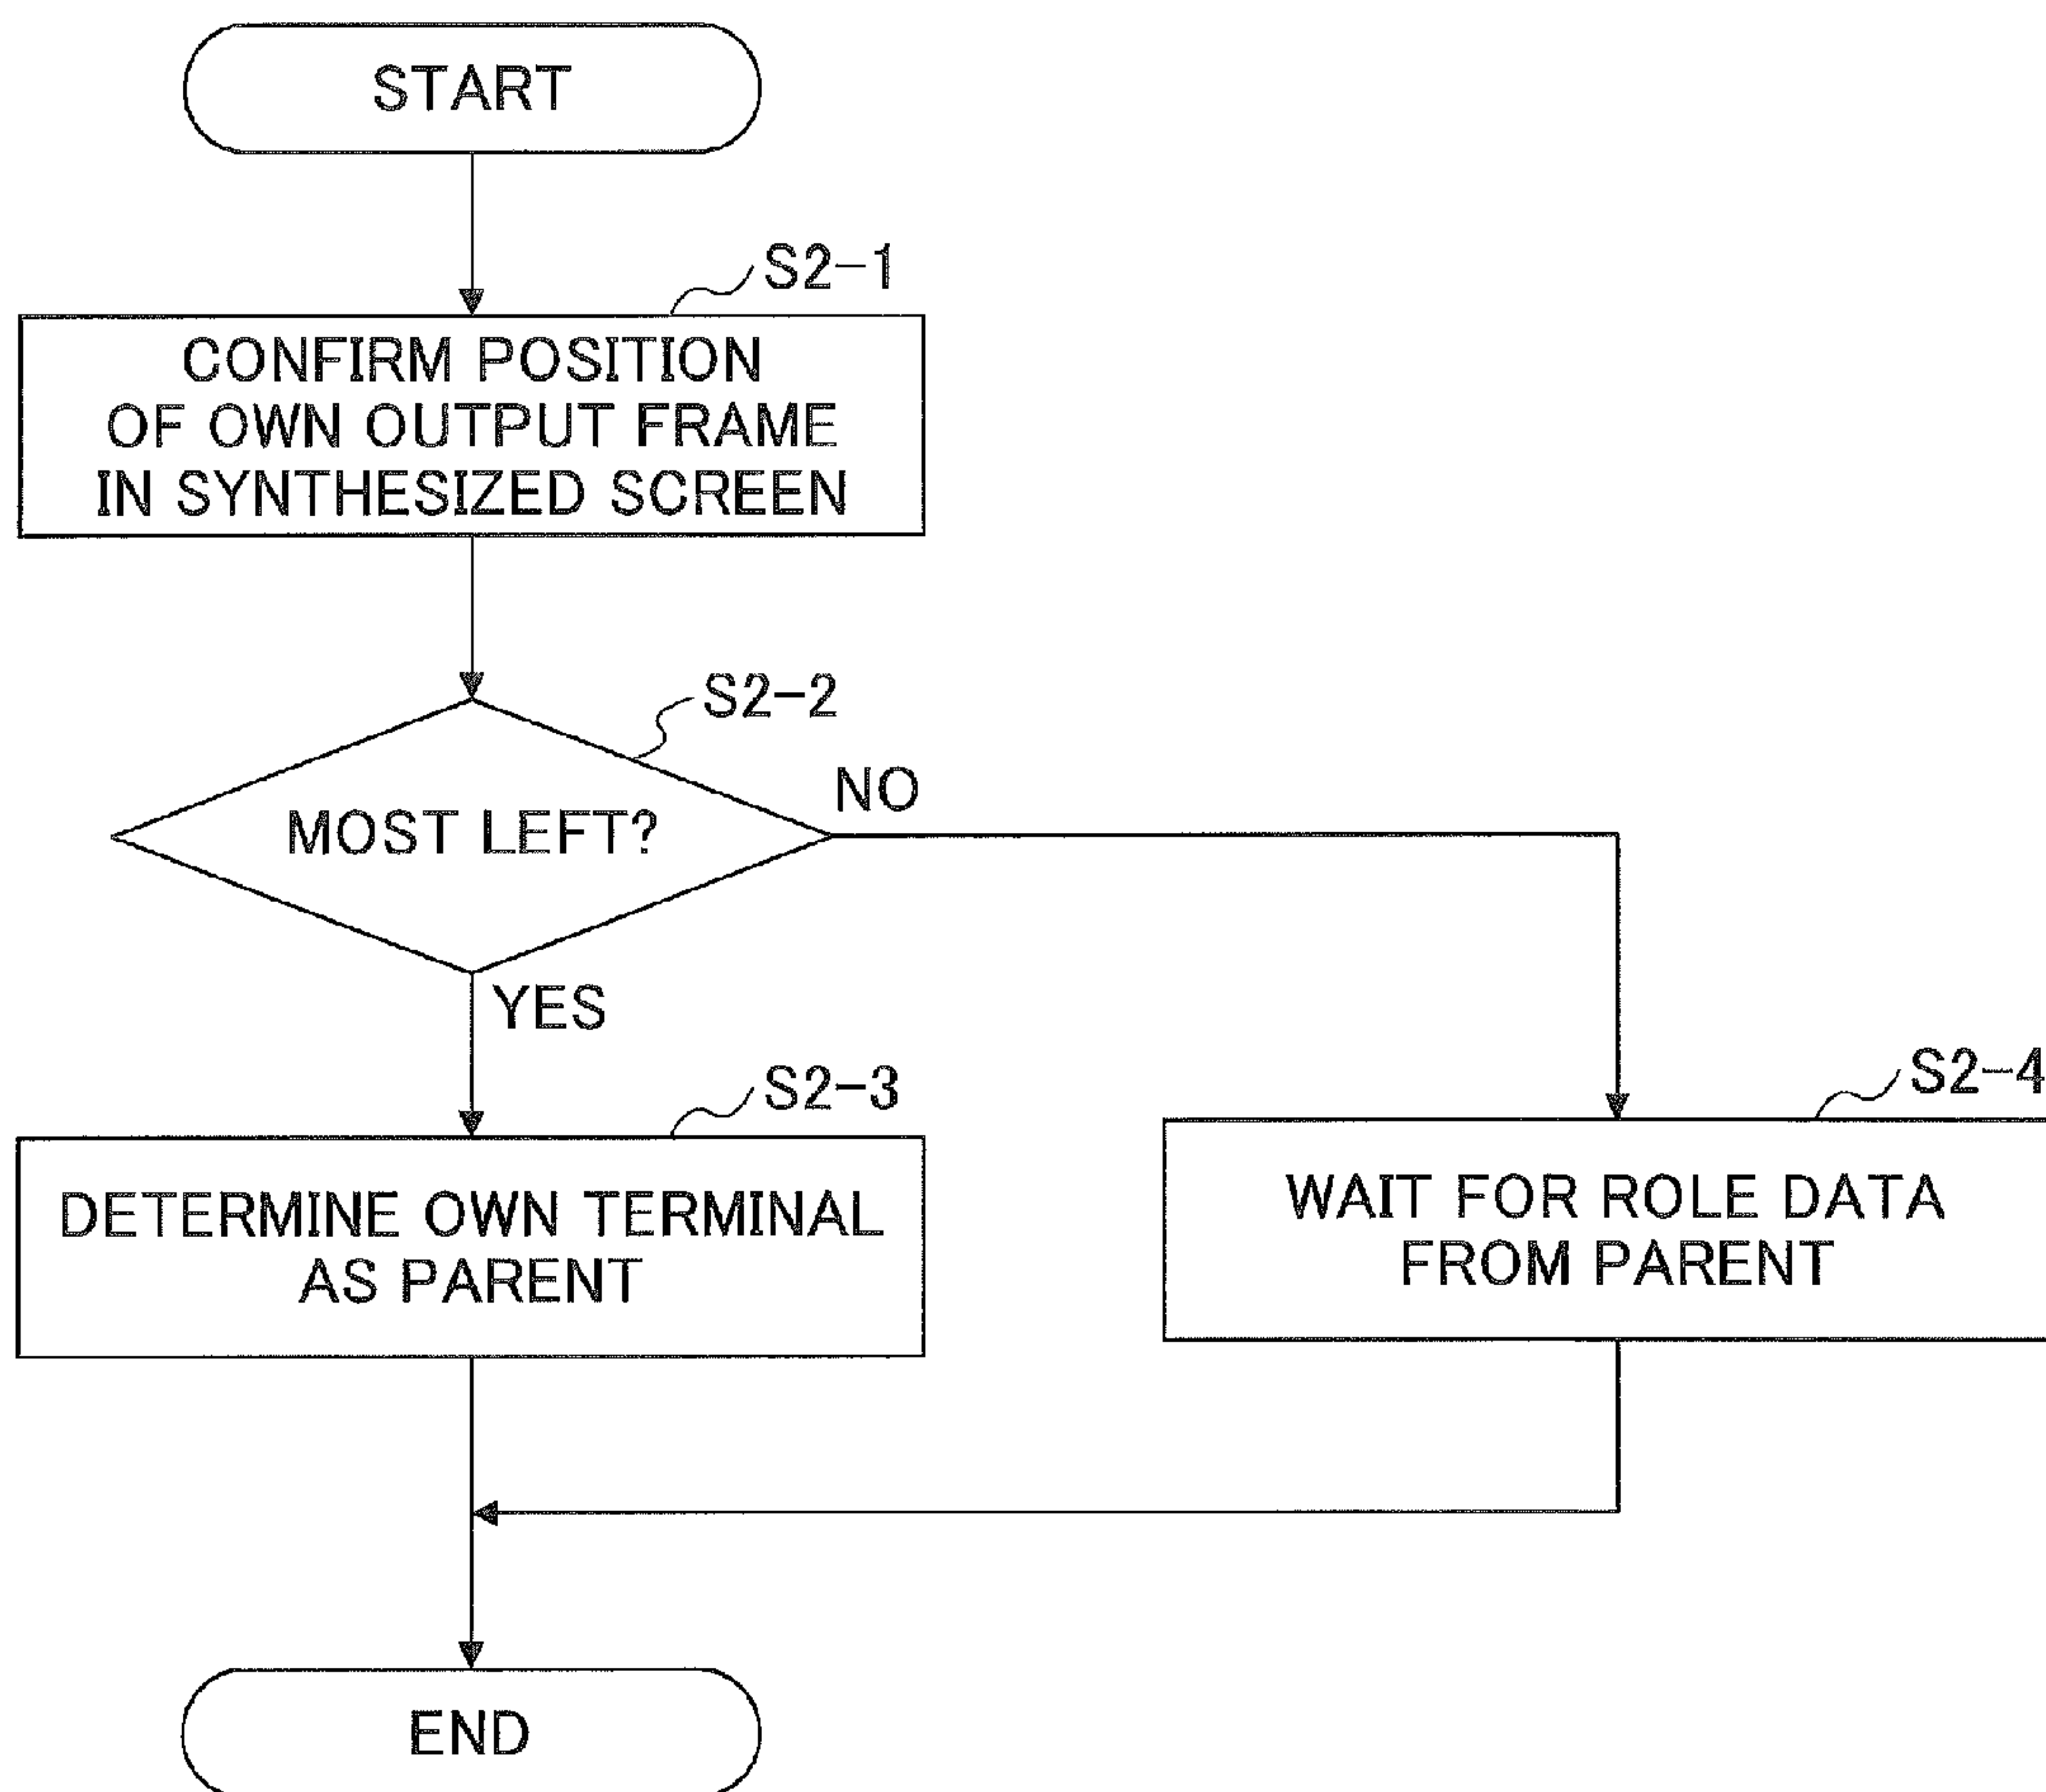 START
S2-1
CONFIRM POSITION
OF OWN OUTPUT FRAME
IN SYNTHESIZED SCREEN
S2-2
MOST LEFT?
NO
YES
S2-3
DETERMINE OWN TERMINAL
AS PARENT
S2-4
WAIT FOR ROLE DATA
FROM PARENT
END